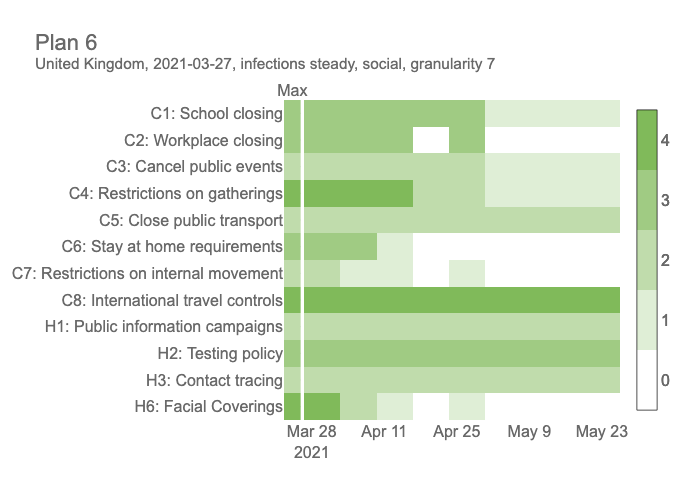 Plan 6
United Kingdom, 2021-03-27, infections steady, social, granularity 7
Max
C1: School closing
C2: Workplace closing
C3: Cancel public events
C4: Restrictions on gatherings
C5: Close public transport
C6: Stay at home requirements
C7: Restrictions on internal movement
C8: International travel controls
H1: Public information campaigns
H2: Testing policy
H3: Contact tracing
H6: Facial Coverings
Mar 28 Apr 11 Apr 25 May 9 May 23
2021
4
3
2
1
0